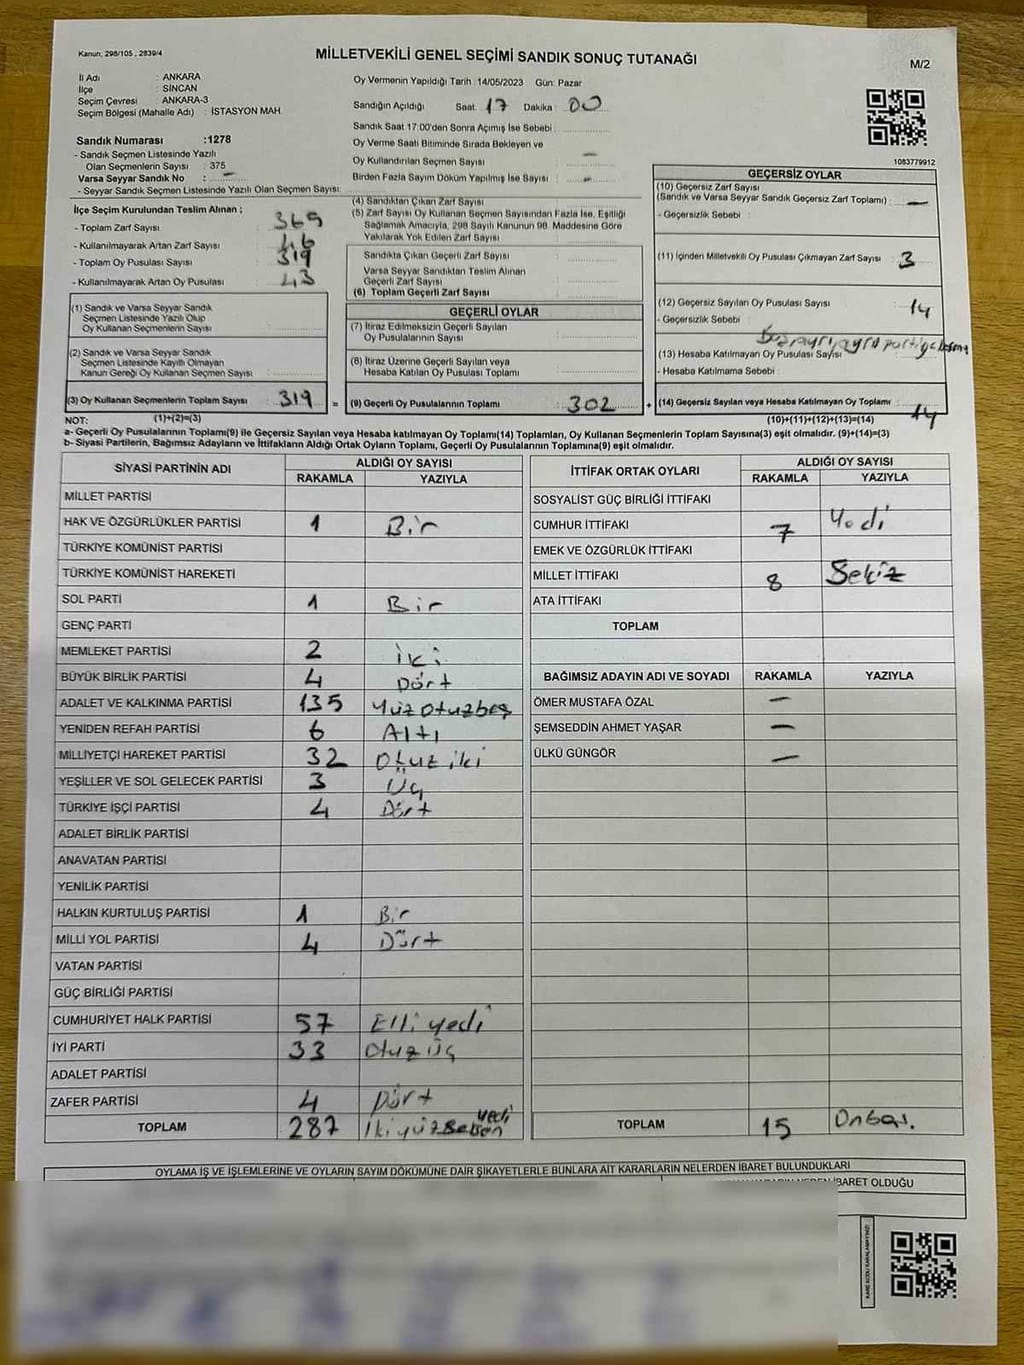 Kanun: 298/105 , 2839/4
MİLLETVEKİLİ GENEL SEÇİMİ SANDIK SONUÇ TUTANAĞI
M/2
İl Adı : ANKARA
İlçe : SİNCAN
Seçim Çevresi : ANKARA-3
Seçim Bölgesi (Mahalle Adı) : İSTASYON MAH.
Oy Vermenin Yapıldığı Tarih : 14/05/2023 Gün: Pazar
Sandığın Açıldığı Saat : 17 Dakika : 00
Sandık Saat 17:00'den Sonra Açımış İse Sebebi :
Oy Verme Saati Bitiminde Sırada Bekleyen ve
Oy Kullandırılan Seçmen Sayısı : —
Birden Fazla Sayım Döküm Yapılmış İse Sayısı : —
1083779912
Sandık Numarası :1278
- Sandık Seçmen Listesinde Yazılı
Olan Seçmenlerin Sayısı : 375
Varsa Seyyar Sandık No : —
- Seyyar Sandık Seçmen Listesinde Yazılı Olan Seçmen Sayısı:
İlçe Seçim Kurulundan Teslim Alınan ;
- Toplam Zarf Sayısı : 365
- Kullanılmayarak Artan Zarf Sayısı : 46
- Toplam Oy Pusulası Sayısı : 319
- Kullanılmayarak Artan Oy Pusulası : 43
(1) Sandık ve Varsa Seyyar Sandık
Seçmen Listesinde Yazılı Olup
Oy Kullanan Seçmenlerin Sayısı :
(2) Sandık ve Varsa Seyyar Sandık
Seçmen Listesinde Kayıtlı Olmayan
Kanun Gereği Oy Kullanan Seçmen Sayısı :
(3) Oy Kullanan Seçmenlerin Toplam Sayısı : 319 =
(4) Sandıktan Çıkan Zarf Sayısı :
(5) Zarf Sayısı Oy Kullanan Seçmen Sayısından Fazla İse, Eşitliği
Sağlamak Amacıyla, 298 Sayılı Kanunun 98. Maddesine Göre
Yakılarak Yok Edilen Zarf Sayısı :
Sandıkta Çıkan Geçerli Zarf Sayısı :
Varsa Seyyar Sandıktan Teslim Alınan
Geçerli Zarf Sayısı :
(6) Toplam Geçerli Zarf Sayısı :
GEÇERLİ OYLAR
(7) İtiraz Edilmeksizin Geçerli Sayılan
Oy Pusulalarının Sayısı :
(8) İtiraz Üzerine Geçerli Sayılan veya
Hesaba Katılan Oy Pusulaları Toplamı :
(9) Geçerli Oy Pusulalarının Toplamı : 302 +
GEÇERSİZ OYLAR
(10) Geçersiz Zarf Sayısı
(Sandık ve Varsa Seyyar Sandık Geçersiz Zarf Toplamı) : —
- Geçersizlik Sebebi :
(11) İçinden Milletvekili Oy Pusulası Çıkmayan Zarf Sayısı : 3
(12) Geçersiz Sayılan Oy Pusulası Sayısı : 14
- Geçersizlik Sebebi :
(13) Hesaba Katılmayan Oy Pusulası Sayısı :
- Hesaba Katılmama Sebebi :
(14) Geçersiz Sayılan veya Hesaba Katılmayan Oy Toplamı : 14
NOT: (1)+(2)=(3)
(10)+(11)+(12)+(13)=(14)
a- Geçerli Oy Pusulalarının Toplamı(9) ile Geçersiz Sayılan veya Hesaba katılmayan Oy Toplam(14) Toplamları, Oy Kullanan Seçmenlerin Toplam Sayısına(3) eşit olmalıdır. (9)+(14)=(3)
b- Siyasi Partilerin, Bağımsız Adayların ve İttifakların Aldığı Ortak Oyların Toplamı, Geçerli Oy Pusulalarının Toplamına(9) eşit olmalıdır.
SİYASİ PARTİNİN ADI ALDIĞI OY SAYISI
RAKAMLA YAZIYLA
MİLLET PARTİSİ
HAK VE ÖZGÜRLÜKLER PARTİSİ 1 Bir
TÜRKİYE KOMÜNİST PARTİSİ
TÜRKİYE KOMÜNİST HAREKETİ
SOL PARTİ 1 Bir
GENÇ PARTİ
MEMLEKET PARTİSİ 2 iki
BÜYÜK BİRLİK PARTİSİ 4 Dört
ADALET VE KALKINMA PARTİSİ 135 Yüz otuzbeş
YENİDEN REFAH PARTİSİ 6 Altı
MİLLİYETÇİ HAREKET PARTİSİ 32 Otuz iki
YEŞİLLER VE SOL GELECEK PARTİSİ 3 Üç
TÜRKİYE İŞÇİ PARTİSİ 4 Dört
ADALET BİRLİK PARTİSİ
ANAVATAN PARTİSİ
YENİLİK PARTİSİ
HALKIN KURTULUŞ PARTİSİ 1 Bir
MİLLİ YOL PARTİSİ 4 Dört
VATAN PARTİSİ
GÜÇ BİRLİĞİ PARTİSİ
CUMHURİYET HALK PARTİSİ 57 Elli yedi
İYİ PARTİ 33 Otuz Üç
ADALET PARTİSİ
ZAFER PARTİSİ 4 Dört
TOPLAM 287 İki yüz seksen yedi
İTTİFAK ORTAK OYLARI ALDIĞI OY SAYISI
RAKAMLA YAZIYLA
SOSYALİST GÜÇ BİRLİĞİ İTTİFAKI
CUMHUR İTTİFAKI 7 Yedi
EMEK VE ÖZGÜRLÜK İTTİFAKI
MİLLET İTTİFAKI 8 Sekiz
ATA İTTİFAKI
TOPLAM
BAĞIMSIZ ADAYIN ADI VE SOYADI RAKAMLA YAZIYLA
ÖMER MUSTAFA ÖZAL —
ŞEMSEDDİN AHMET YAŞAR —
ÜLKÜ GÜNGÖR —
TOPLAM 15 Onbeş.
OYLAMA İŞ VE İŞLEMLERİNE VE OYLARIN SAYIM DÖKÜMÜNE DAİR ŞİKAYETLERLE BUNLARA AİT KARARLARIN NELERDEN İBARET BULUNDUKLARI
İBARET OLDUĞU